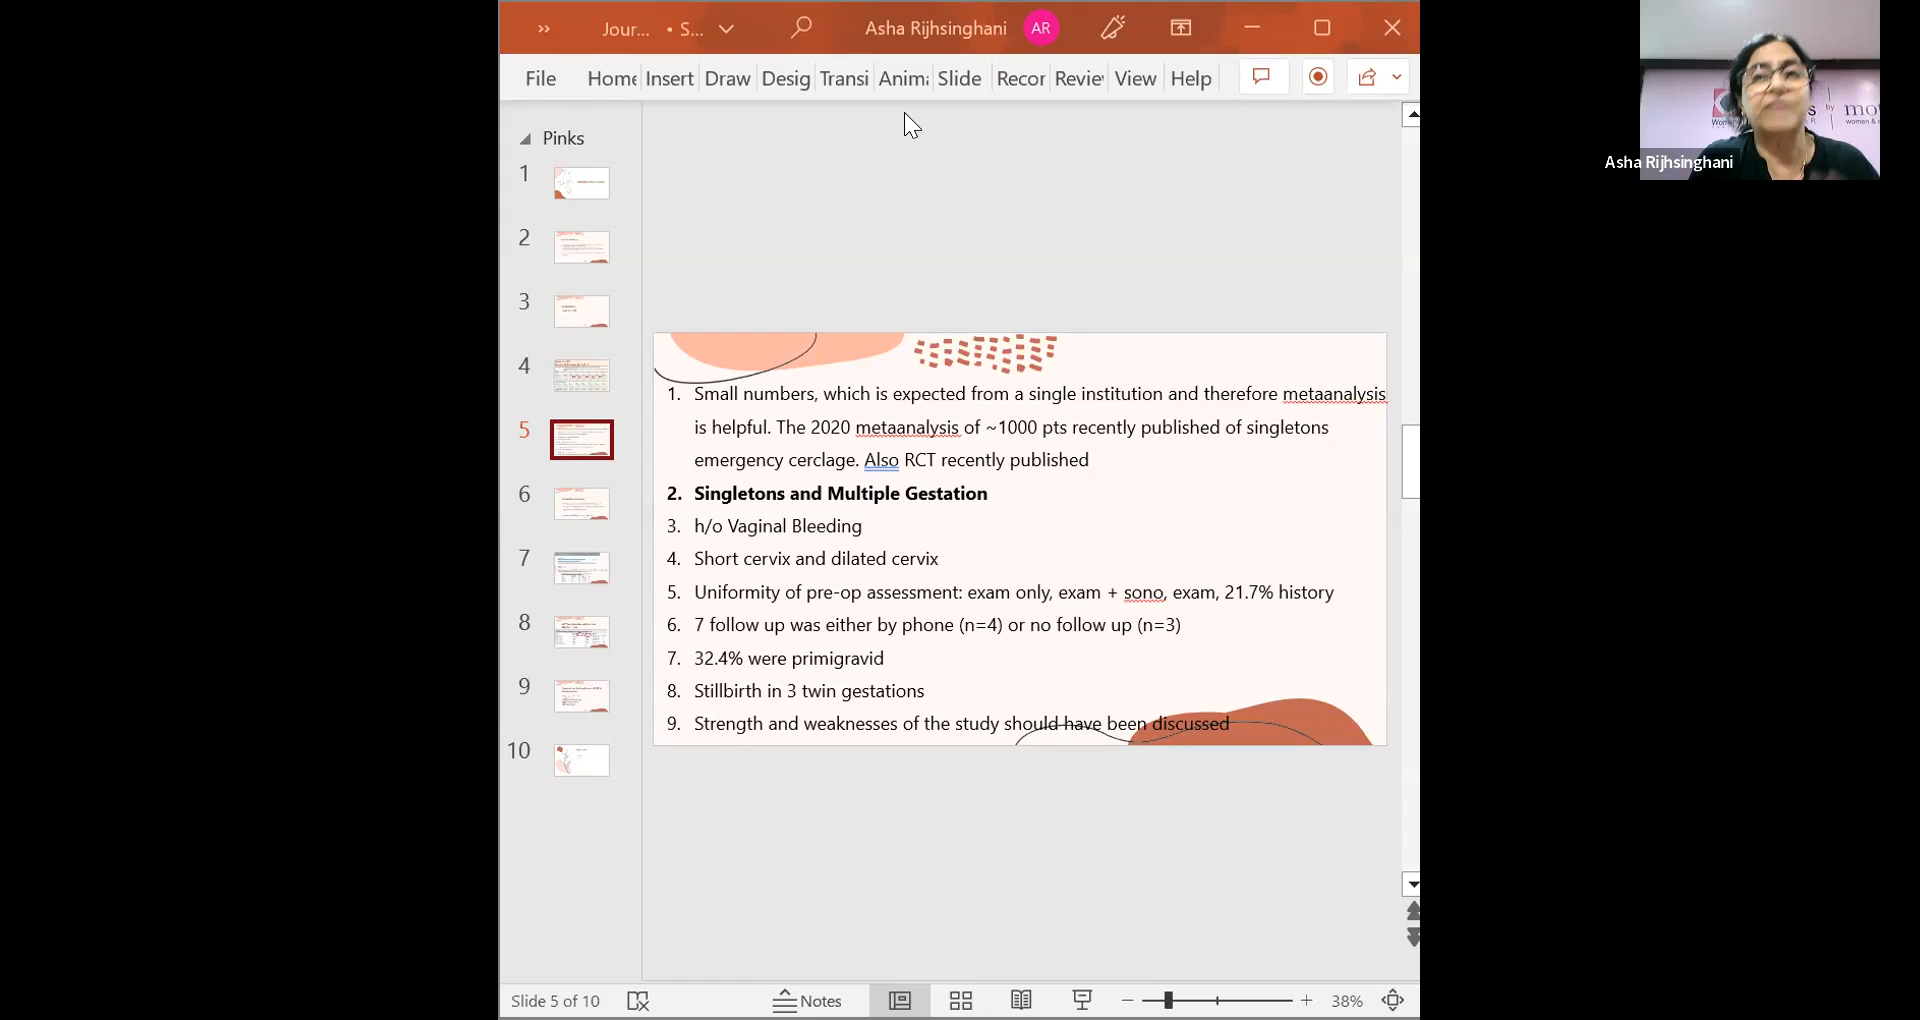 Jour... • S...
Asha Rijhsinghani AR
File Home Insert Draw Desig Transi Anima Slide Recor Review View Help
Pinks
1
2
3
4
5
6
7
8
9
10
1. Small numbers, which is expected from a single institution and therefore metaanalysis
is helpful. The 2020 metaanalysis of ~1000 pts recently published of singletons
emergency cerclage. Also RCT recently published
2. Singletons and Multiple Gestation
3. h/o Vaginal Bleeding
4. Short cervix and dilated cervix
5. Uniformity of pre-op assessment: exam only, exam + sono, exam, 21.7% history
6. 7 follow up was either by phone (n=4) or no follow up (n=3)
7. 32.4% were primigravid
8. Stillbirth in 3 twin gestations
9. Strength and weaknesses of the study should have been discussed
Slide 5 of 10
Notes
38%
by
mo
women &
Asha Rijhsinghani